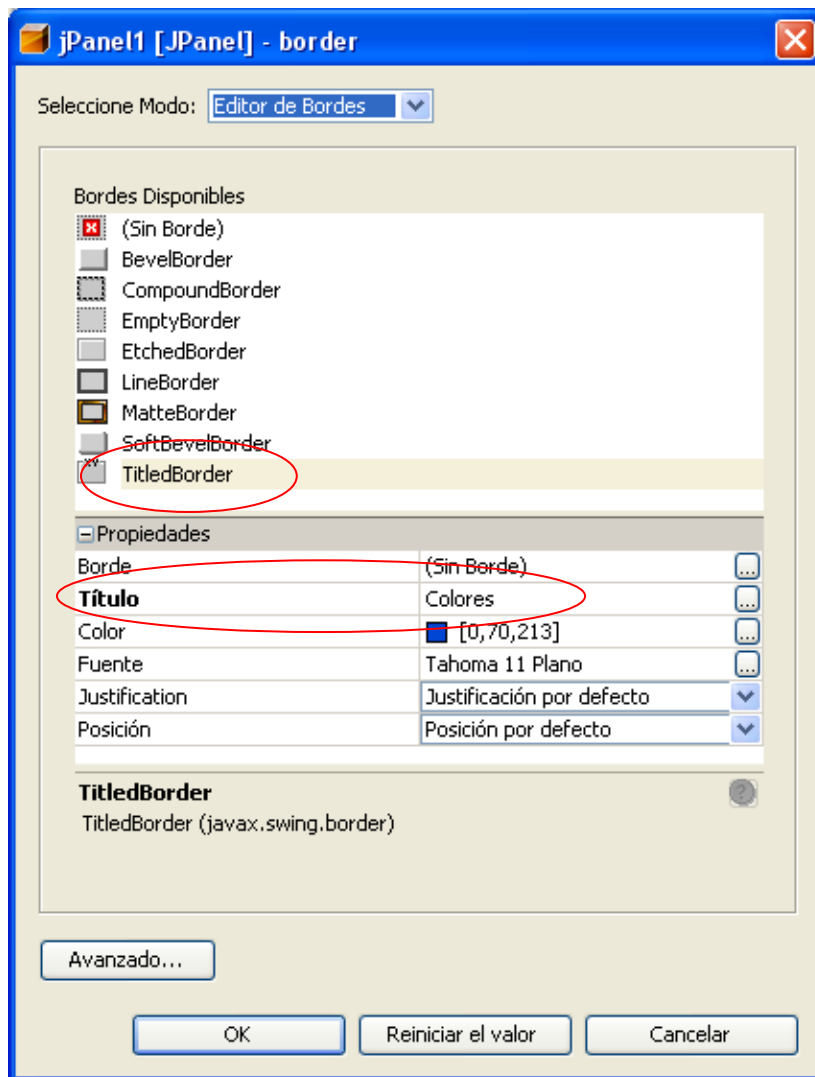 jPanel1 [JPanel] - border
Seleccione Modo: Editor de Bordes
Bordes Disponibles
(Sin Borde)
BevelBorder
CompoundBorder
EmptyBorder
EtchedBorder
LineBorder
MatteBorder
SoftBevelBorder
XY
TitledBorder
Propiedades
Borde (Sin Borde) ...
Título Colores ...
Color [0,70,213] ...
Fuente Tahoma 11 Plano ...
Justification Justificación por defecto
Posición Posición por defecto
TitledBorder ?
TitledBorder (javax.swing.border)
Avanzado...
OK Reiniciar el valor Cancelar